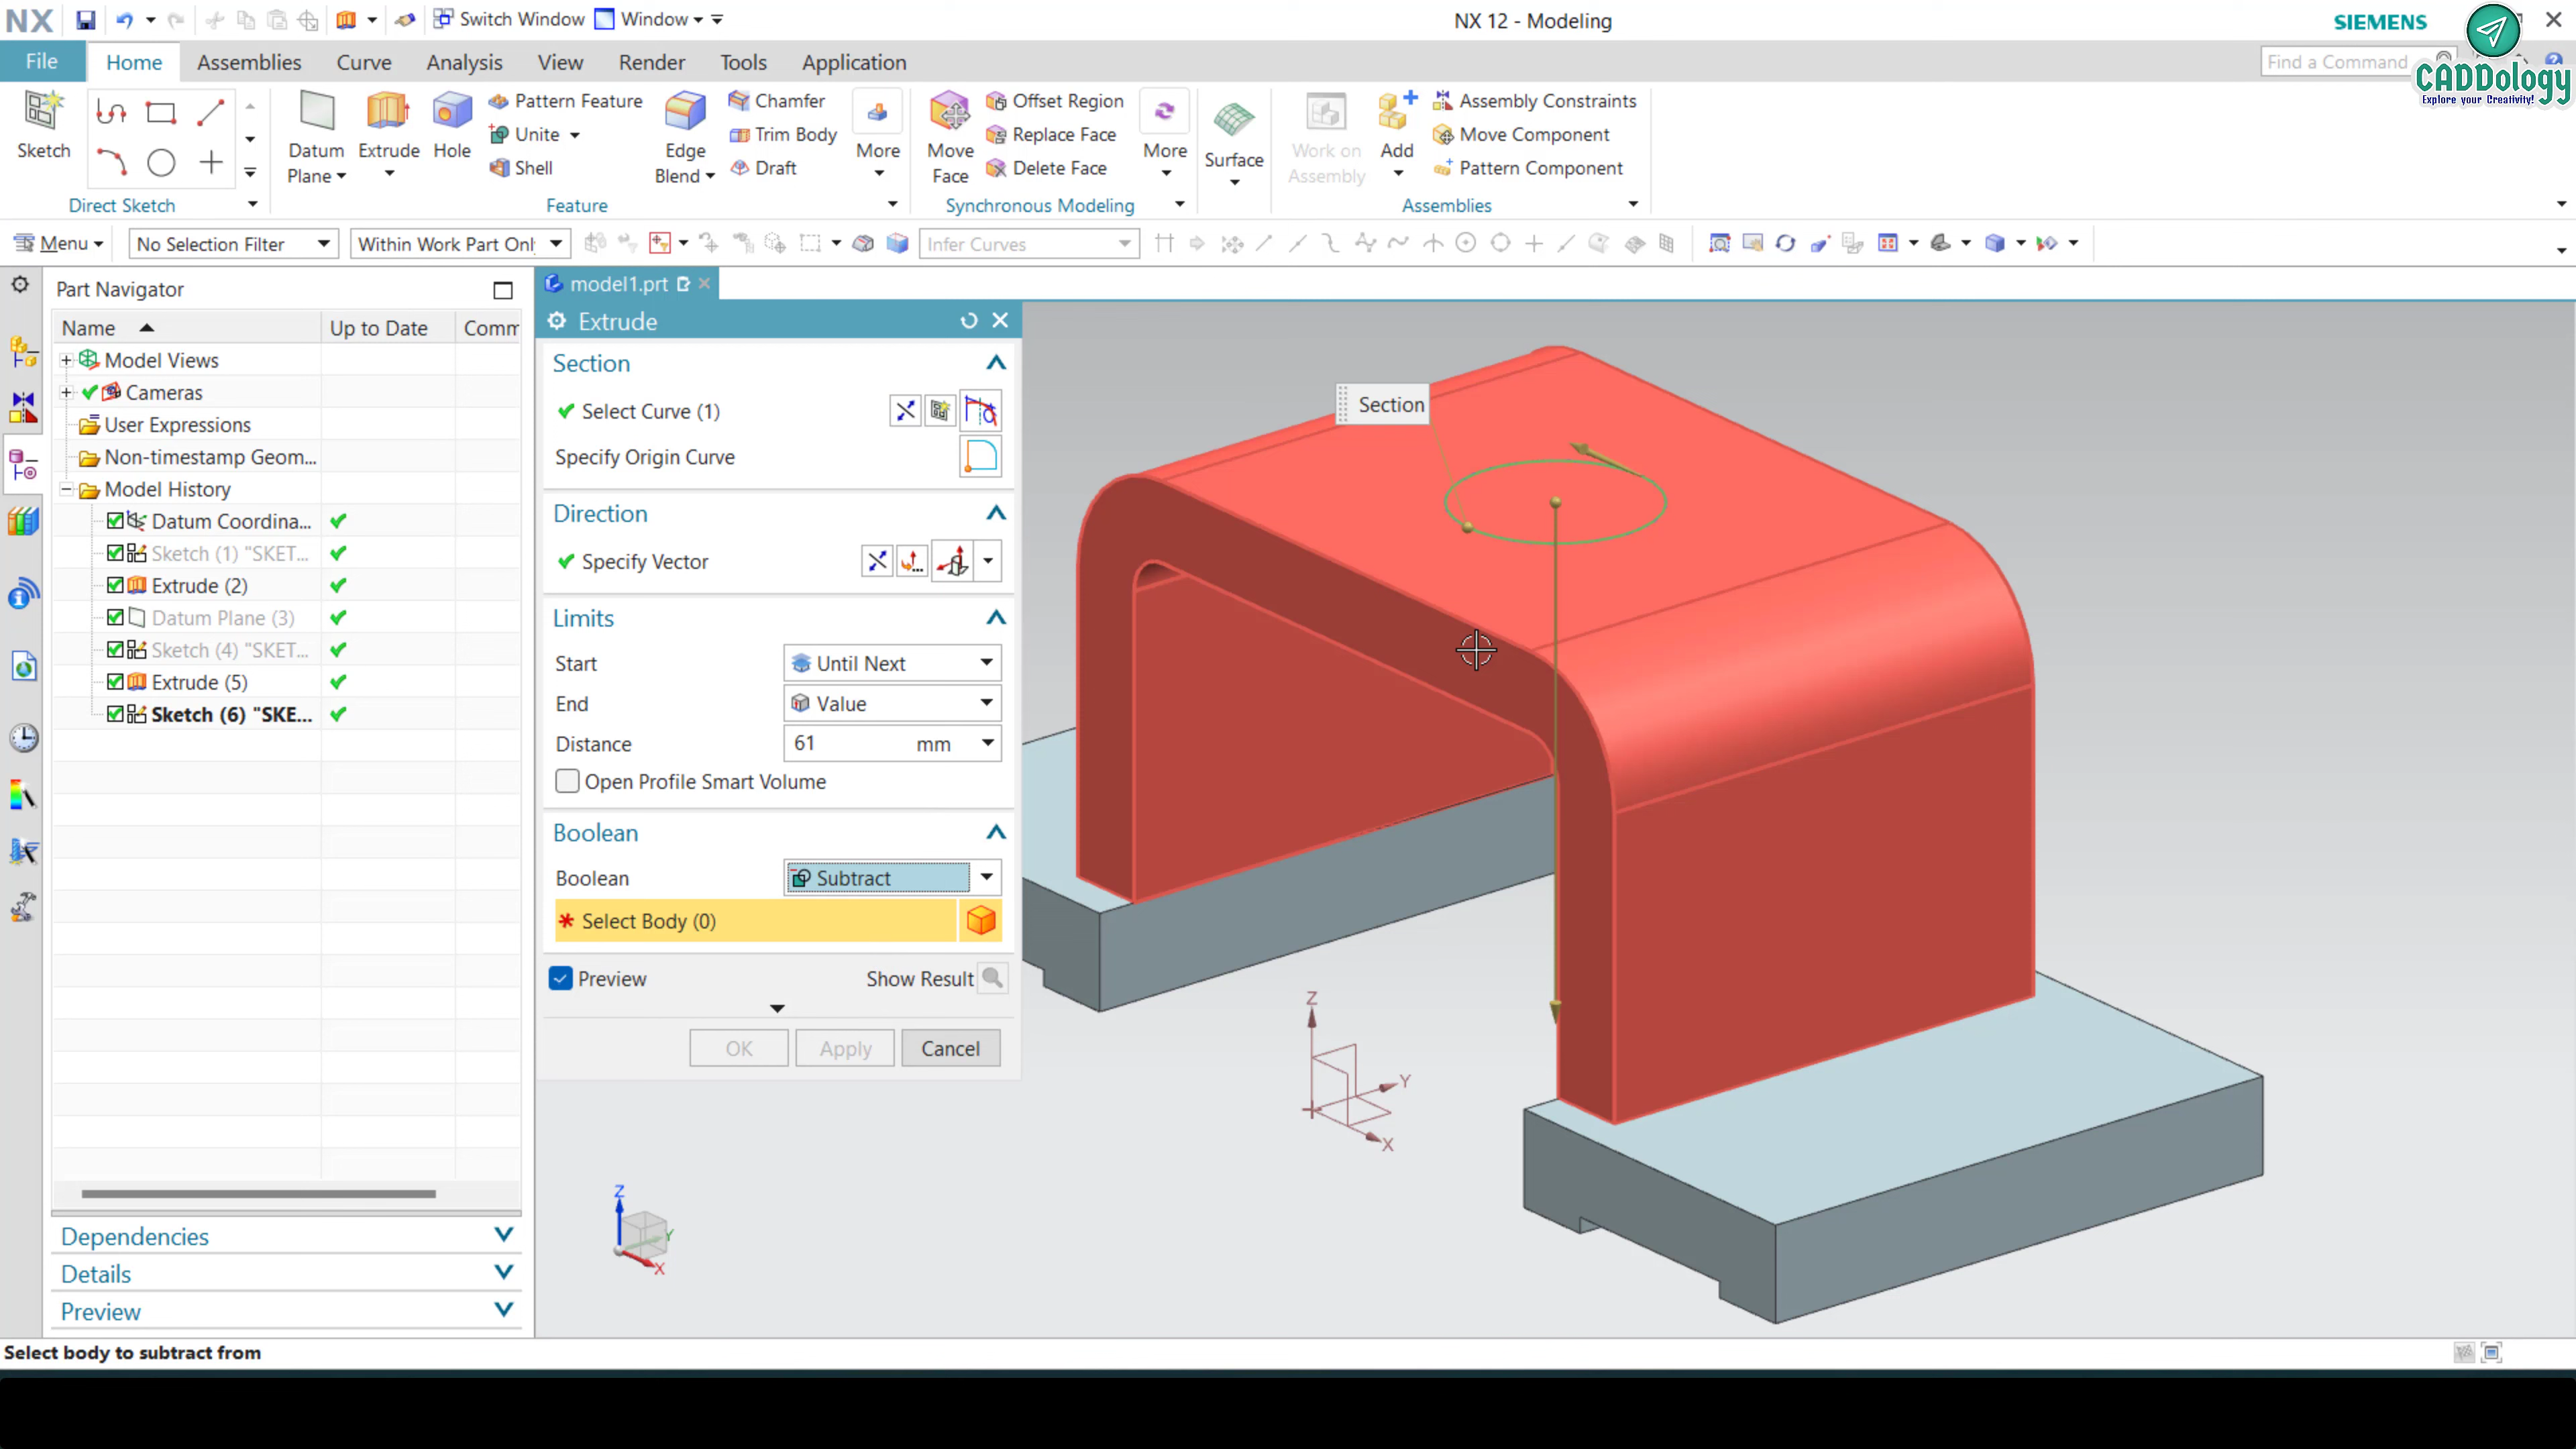 NX Switch Window Window NX 12 - Modeling SIEMENS
File Home Assemblies Curve Analysis View Render Tools Application Find a Command
CADDology
Explore your Creativity!
Sketch
Direct Sketch
Datum
Plane
Extrude
Hole
Pattern Feature
Unite
Shell
Edge
Blend
Chamfer
Trim Body
Draft
More
Feature
Move
Face
Offset Region
Replace Face
Delete Face
More
Synchronous Modeling
Surface
Work on
Assembly
Add
Assembly Constraints
Move Component
Pattern Component
Assemblies
Menu No Selection Filter Within Work Part Onl Infer Curves
Part Navigator
Name Up to Date Comm
Model Views
Cameras
User Expressions
Non-timestamp Geom...
Model History
Datum Coordina...
Sketch (1) "SKET...
Extrude (2)
Datum Plane (3)
Sketch (4) "SKET...
Extrude (5)
Sketch (6) "SKE...
Dependencies
Details
Preview
model1.prt
Extrude
Section
Select Curve (1)
Specify Origin Curve
Direction
Specify Vector
Limits
Start Until Next
End Value
Distance 61 mm
Open Profile Smart Volume
Boolean
Boolean Subtract
* Select Body (0)
Preview Show Result
OK Apply Cancel
Section
Z
Y
X
Z
Y
X
Select body to subtract from